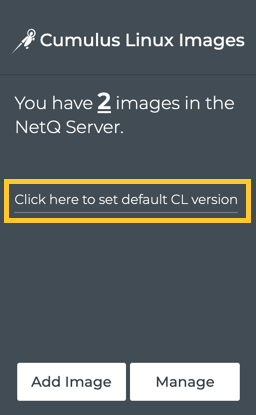 Cumulus Linux Images
You have 2 images in the
NetQ Server.
Click here to set default CL version
Add Image
Manage